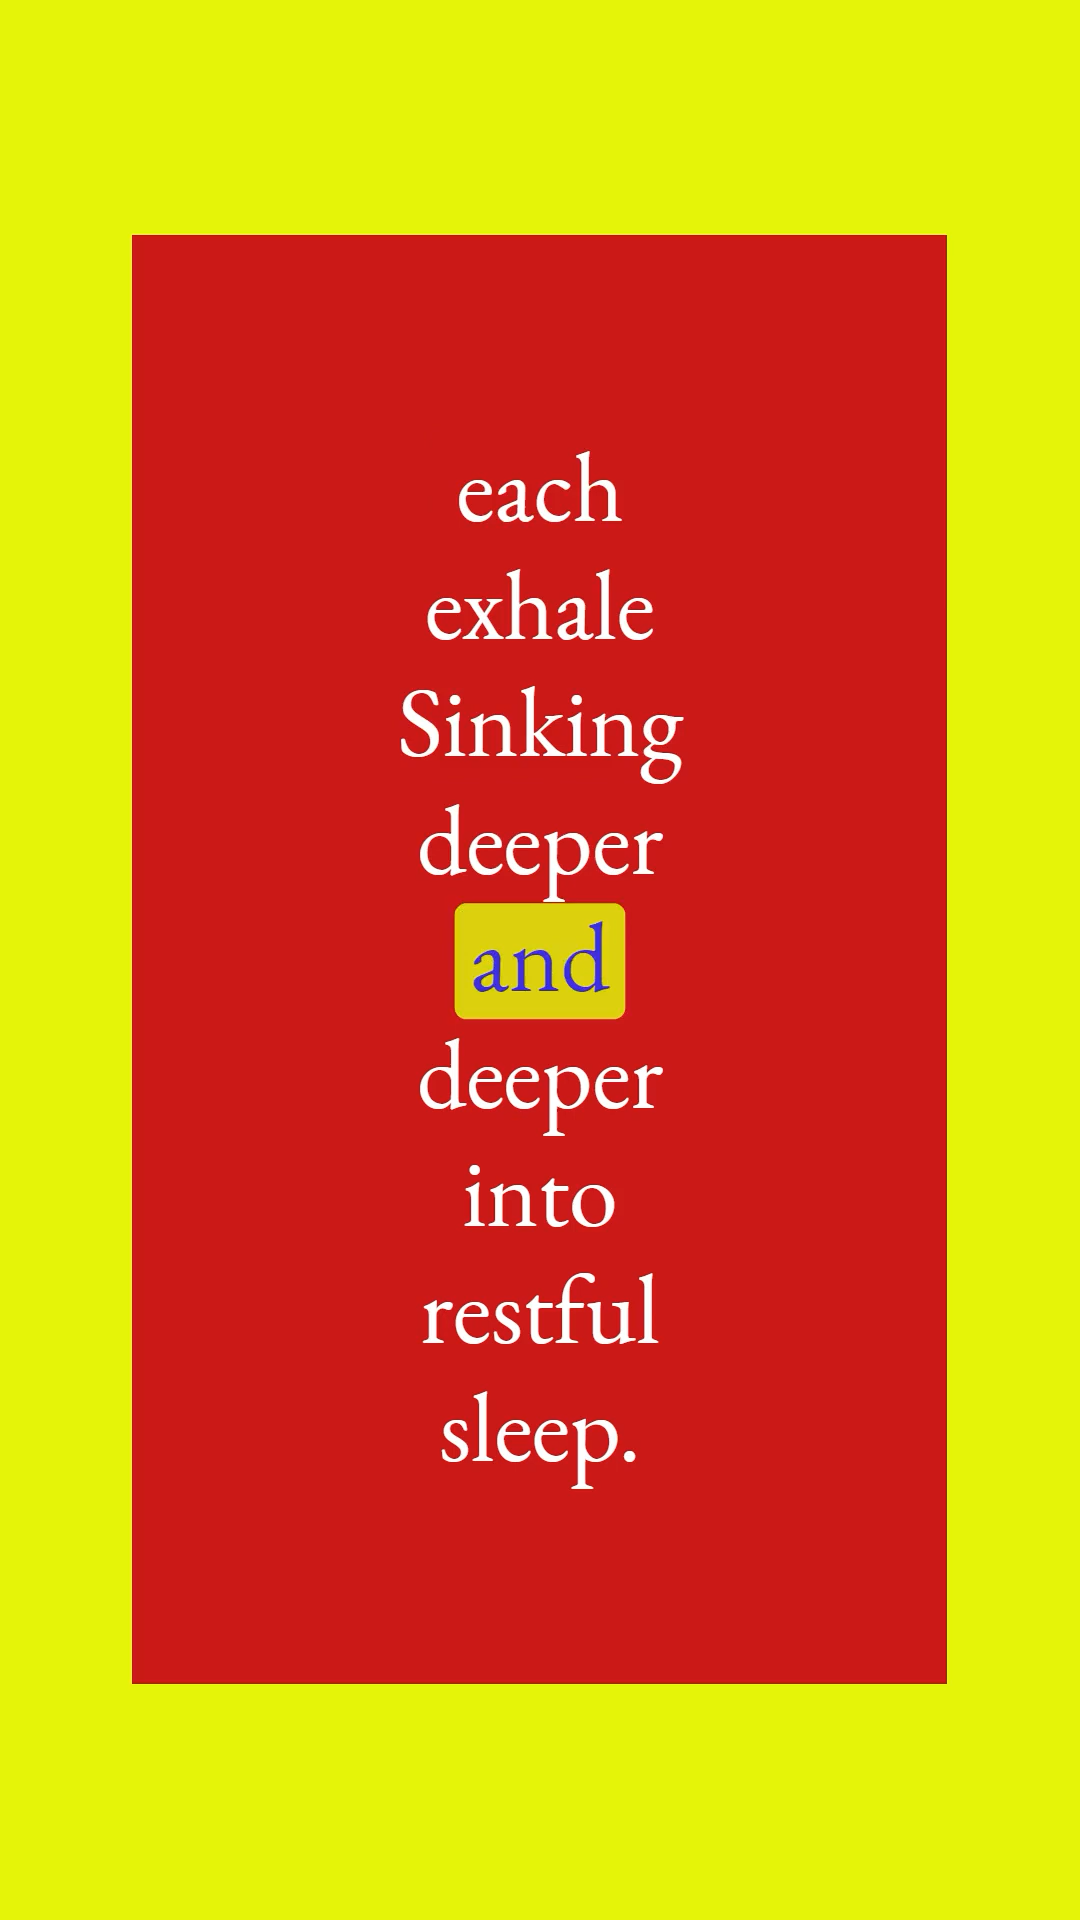 each
exhale
Sinking
deeper
and
deeper
into
restful
sleep.